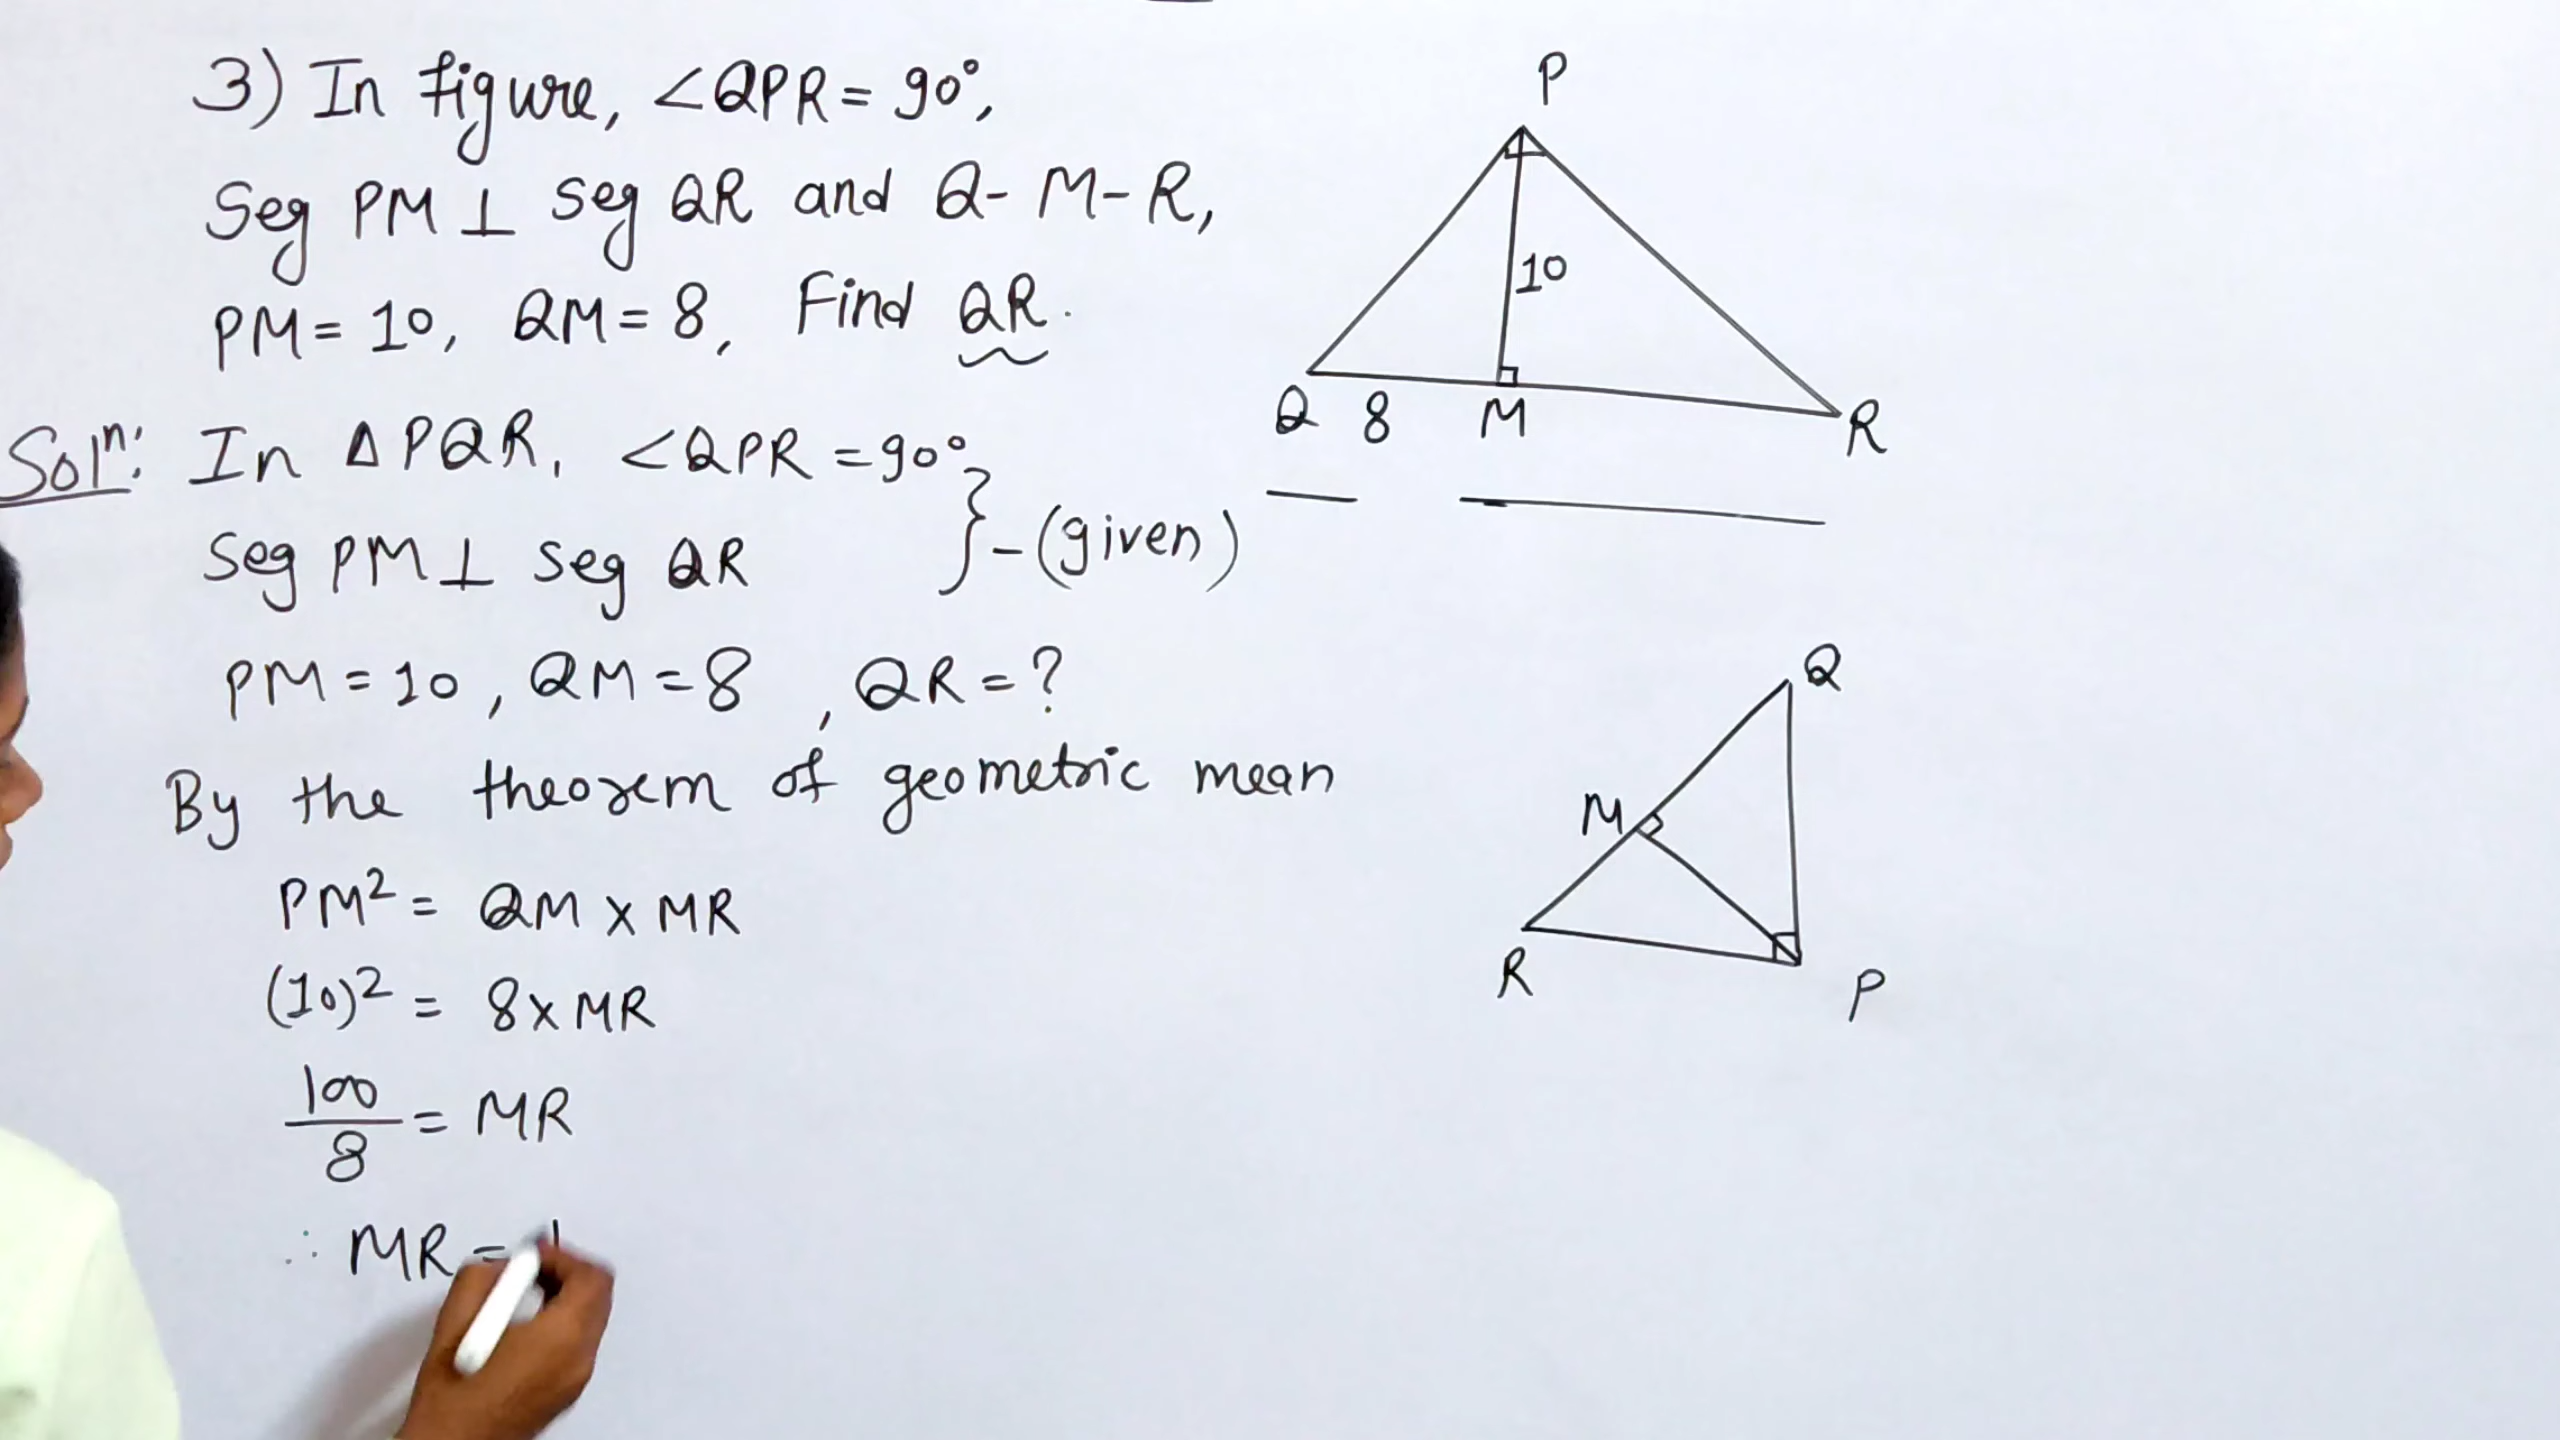 3) In figure, ∠QPR = 90°,
Seg PM ⊥ seg QR and Q-M-R,
PM = 10, QM = 8, Find QR.
Solⁿ: In △PQR, ∠QPR = 90°
Seg PM ⊥ seg QR } - (given)
PM = 10, QM = 8, QR = ?
By the theorem of geometric mean
PM² = QM × MR
(10)² = 8 × MR
100/8 = MR
∴ MR = 1
P
10
Q 8 M R
Q
M
R P